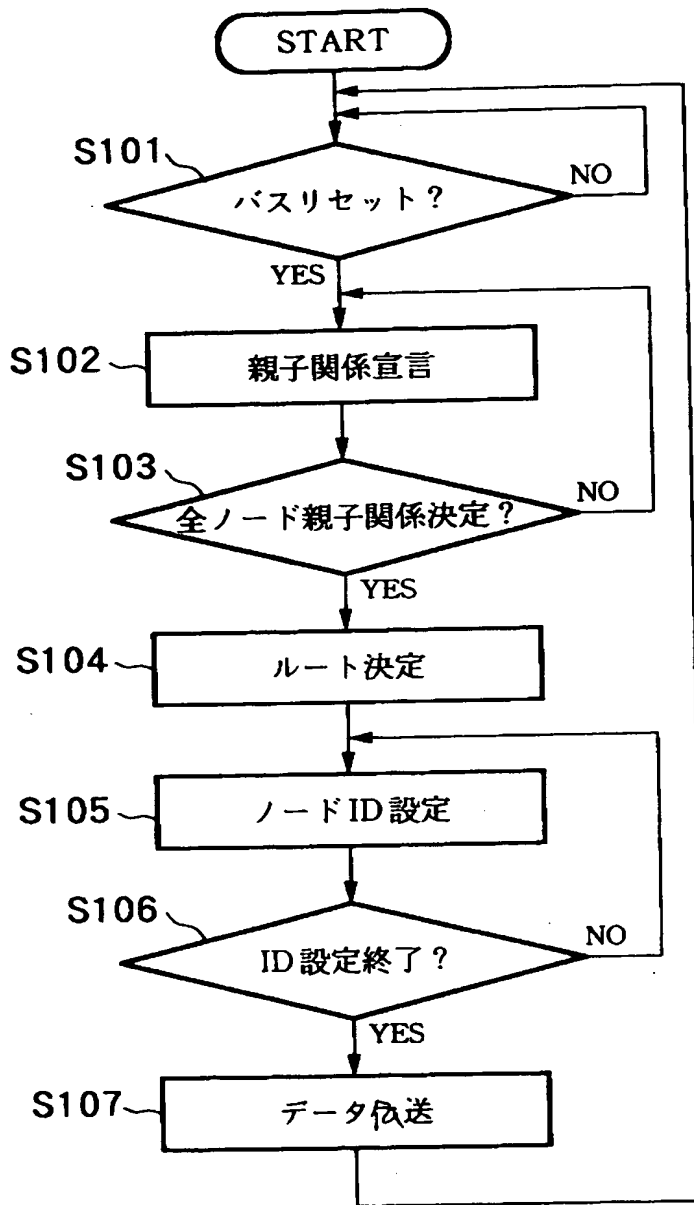 START
S101
バスリセット？
NO
YES
S102
親子関係宣言
S103
全ノード親子関係決定？
NO
YES
S104
ルート決定
S105
ノードID設定
S106
ID設定終了？
NO
YES
S107
データ伝送